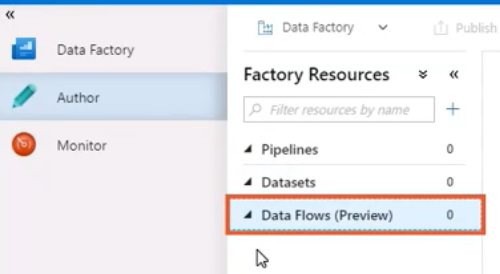 «
Data Factory
Author
Monitor
Data Factory
Publish
Factory Resources «
Filter resources by name +
Pipelines 0
Datasets 0
Data Flows (Preview) 0